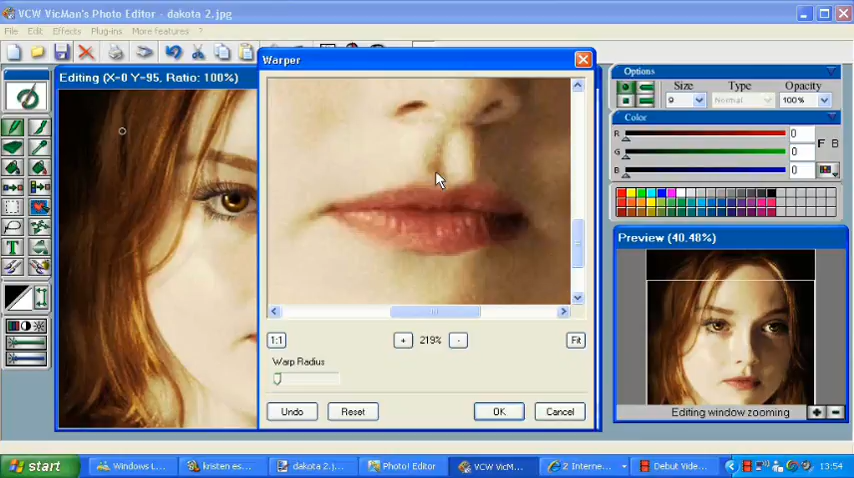 VCW VicMan's Photo Editor - dakota 2.jpg
File Edit Effects Plug-ins More features ?
Editing (X-0 Y-95, Ratio: 100%)
Warper
1:1
+ 219% -
Fit
Warp Radius
Undo
Reset
OK
Cancel
Options
Size
Type
Opacity
9
Normal
100%
Color
R 0
G 0
B 0
F B
Preview (40.48%)
Editing window zooming
T
start
Windows L...
kristen es...
dakota 2.jp...
Photo! Editor
VCW VicM...
2 Interne...
Debut Vide...
13:54